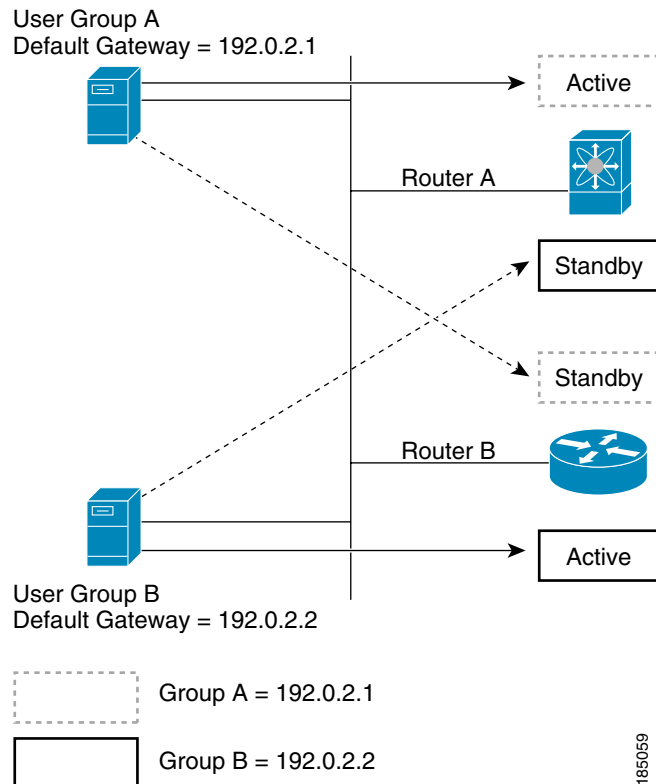 User Group A
Default Gateway = 192.0.2.1
Active
Router A
Standby
Standby
Router B
Active
User Group B
Default Gateway = 192.0.2.2
Group A = 192.0.2.1
Group B = 192.0.2.2
185059